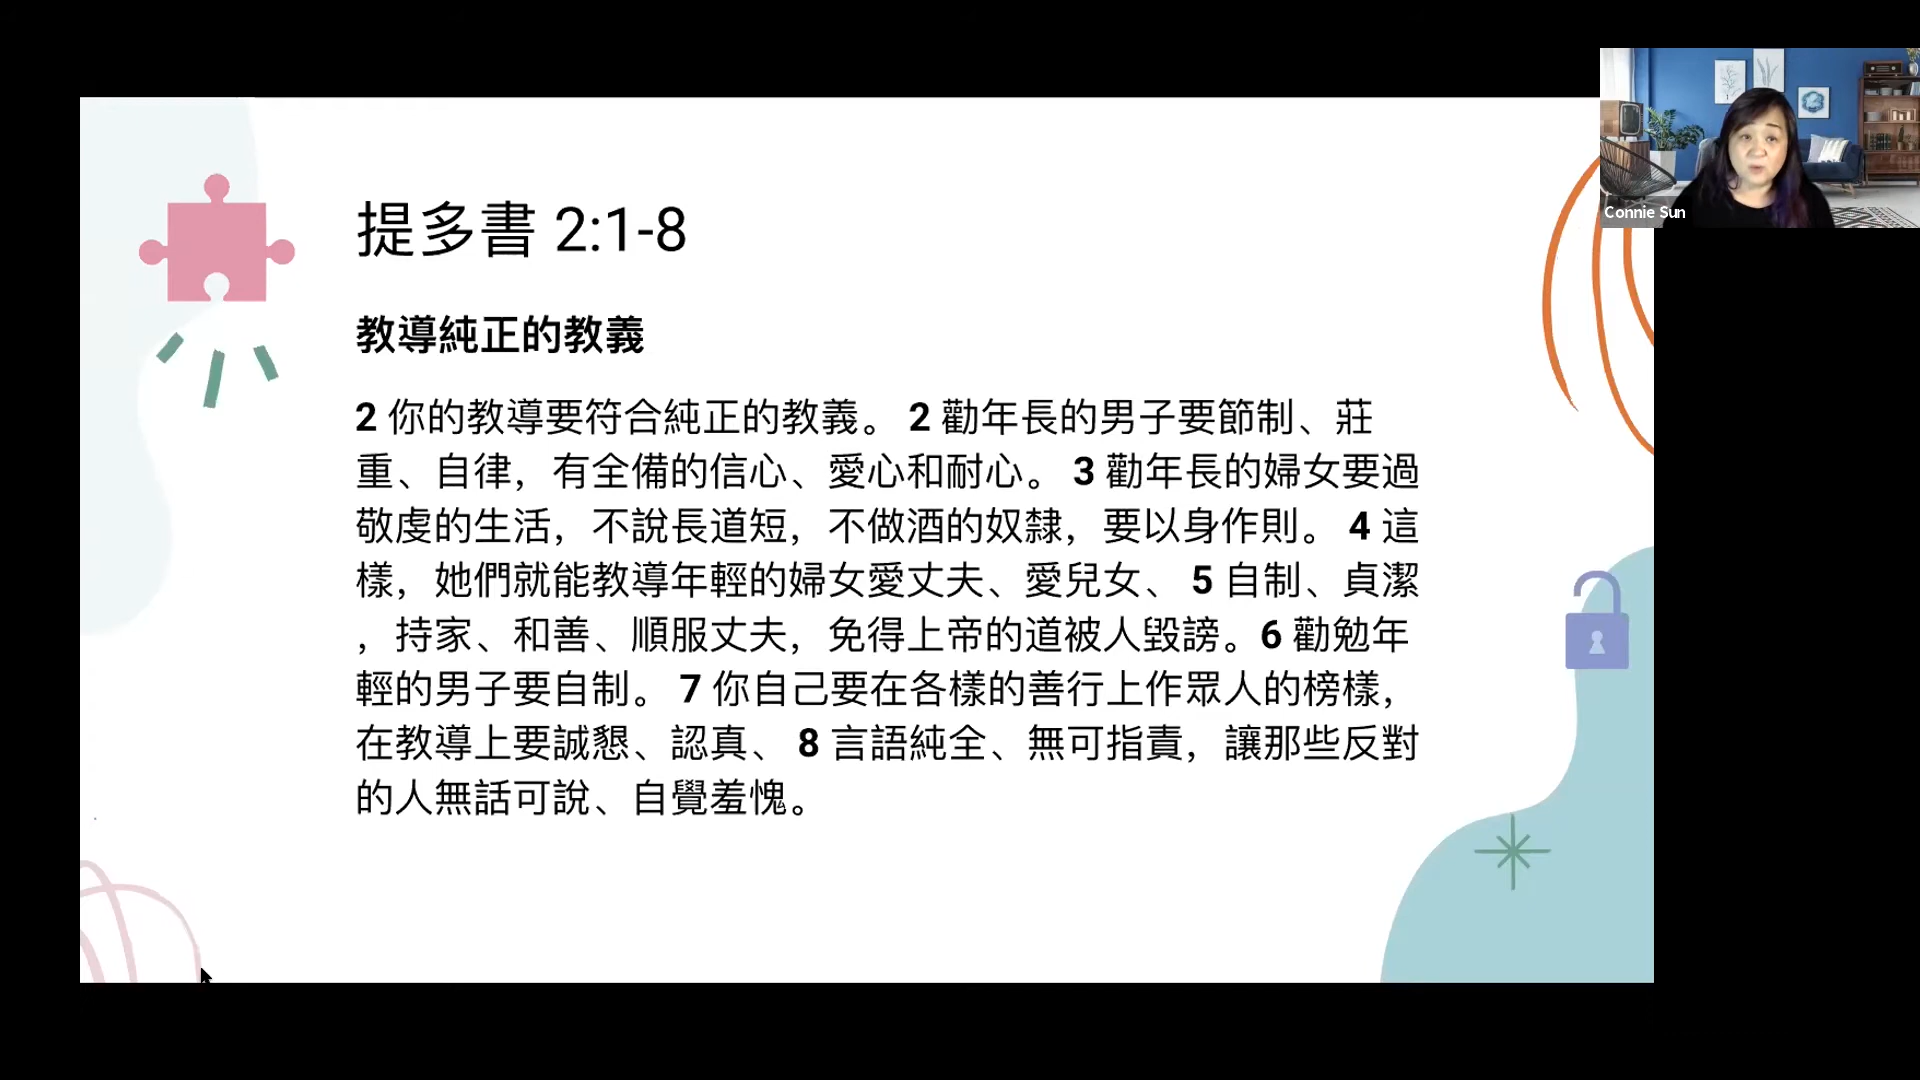 提多書 2:1-8
Connie Sun
教導純正的教義
2 你的教導要符合純正的教義。 2 勸年長的男子要節制、莊
重、自律，有全備的信心、愛心和耐心。 3 勸年長的婦女要過
敬虔的生活，不說長道短，不做酒的奴隸，要以身作則。 4 這
樣，她們就能教導年輕的婦女愛丈夫、愛兒女、 5 自制、貞潔
，持家、和善、順服丈夫，免得上帝的道被人毀謗。6 勸勉年
輕的男子要自制。 7 你自己要在各樣的善行上作眾人的榜樣，
在教導上要誠懇、認真、 8 言語純全、無可指責，讓那些反對
的人無話可說、自覺羞愧。